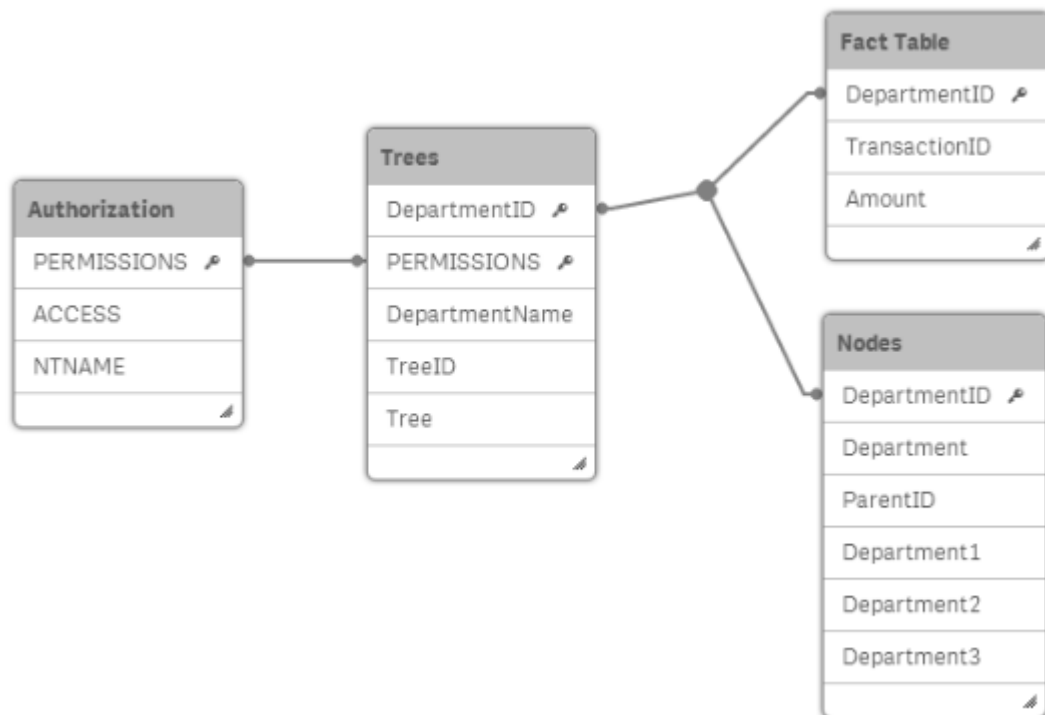 Authorization
PERMISSIONS
ACCESS
NTNAME
Trees
DepartmentID
PERMISSIONS
DepartmentName
TreeID
Tree
Fact Table
DepartmentID
TransactionID
Amount
Nodes
DepartmentID
Department
ParentID
Department1
Department2
Department3